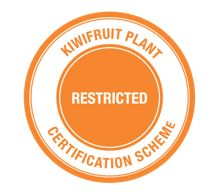 KIWIFRUIT PLANT
RESTRICTED
CERTIFICATION SCHEME